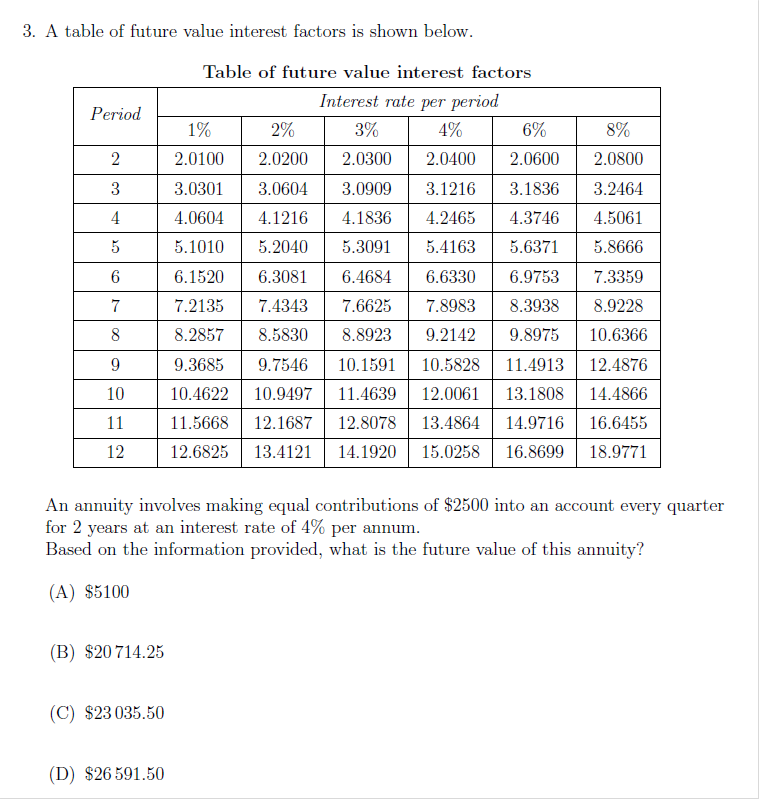 3. A table of future value interest factors is shown below.
Table of future value interest factors
Period
Interest rate per period
1% 2% 3% 4% 6% 8%
2 2.0100 2.0200 2.0300 2.0400 2.0600 2.0800
3 3.0301 3.0604 3.0909 3.1216 3.1836 3.2464
4 4.0604 4.1216 4.1836 4.2465 4.3746 4.5061
5 5.1010 5.2040 5.3091 5.4163 5.6371 5.8666
6 6.1520 6.3081 6.4684 6.6330 6.9753 7.3359
7 7.2135 7.4343 7.6625 7.8983 8.3938 8.9228
8 8.2857 8.5830 8.8923 9.2142 9.8975 10.6366
9 9.3685 9.7546 10.1591 10.5828 11.4913 12.4876
10 10.4622 10.9497 11.4639 12.0061 13.1808 14.4866
11 11.5668 12.1687 12.8078 13.4864 14.9716 16.6455
12 12.6825 13.4121 14.1920 15.0258 16.8699 18.9771
An annuity involves making equal contributions of $2500 into an account every quarter
for 2 years at an interest rate of 4% per annum.
Based on the information provided, what is the future value of this annuity?
(A) $5100
(B) $20 714.25
(C) $23 035.50
(D) $26 591.50